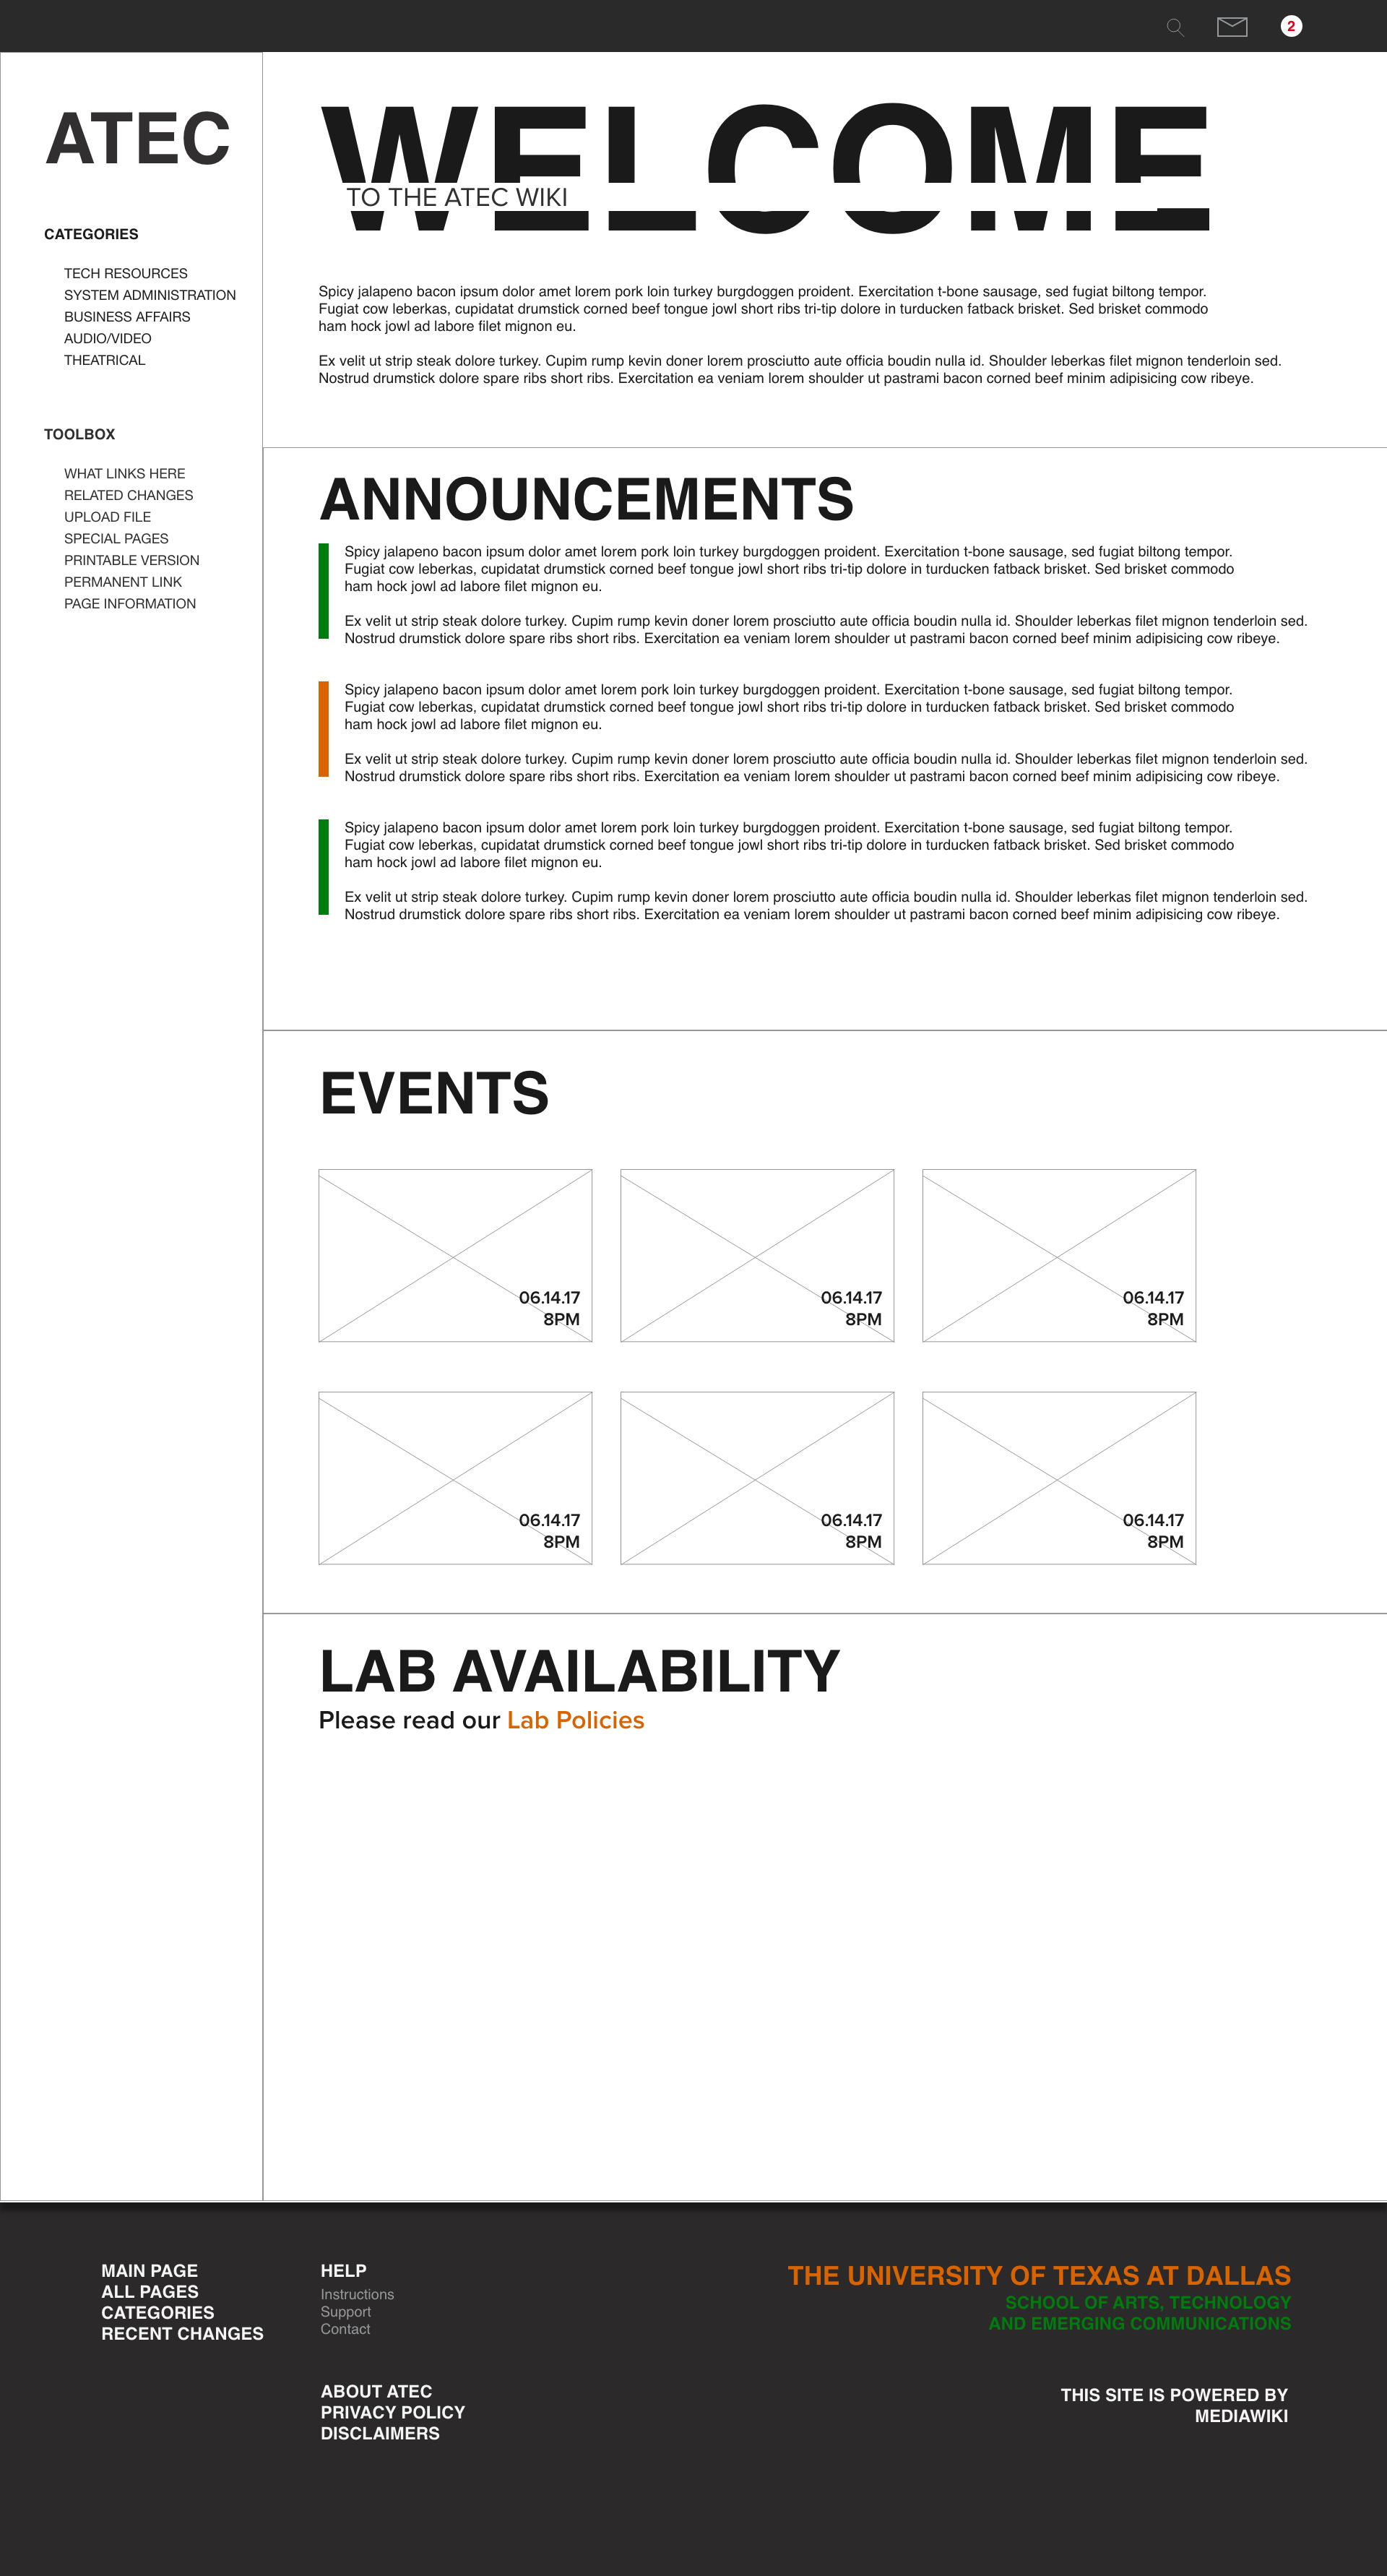 2
ATEC
CATEGORIES
TECH RESOURCES
SYSTEM ADMINISTRATION
BUSINESS AFFAIRS
AUDIO/VIDEO
THEATRICAL
TOOLBOX
WHAT LINKS HERE
RELATED CHANGES
UPLOAD FILE
SPECIAL PAGES
PRINTABLE VERSION
PERMANENT LINK
PAGE INFORMATION
WELCOME
TO THE ATEC WIKI
Spicy jalapeno bacon ipsum dolor amet lorem pork loin turkey burgdoggen proident. Exercitation t-bone sausage, sed fugiat biltong tempor.
Fugiat cow leberkas, cupidatat drumstick corned beef tongue jowl short ribs tri-tip dolore in turducken fatback brisket. Sed brisket commodo
ham hock jowl ad labore filet mignon eu.
Ex velit ut strip steak dolore turkey. Cupim rump kevin doner lorem prosciutto aute officia boudin nulla id. Shoulder leberkas filet mignon tenderloin sed.
Nostrud drumstick dolore spare ribs short ribs. Exercitation ea veniam lorem shoulder ut pastrami bacon corned beef minim adipisicing cow ribeye.
ANNOUNCEMENTS
Spicy jalapeno bacon ipsum dolor amet lorem pork loin turkey burgdoggen proident. Exercitation t-bone sausage, sed fugiat biltong tempor.
Fugiat cow leberkas, cupidatat drumstick corned beef tongue jowl short ribs tri-tip dolore in turducken fatback brisket. Sed brisket commodo
ham hock jowl ad labore filet mignon eu.
Ex velit ut strip steak dolore turkey. Cupim rump kevin doner lorem prosciutto aute officia boudin nulla id. Shoulder leberkas filet mignon tenderloin sed.
Nostrud drumstick dolore spare ribs short ribs. Exercitation ea veniam lorem shoulder ut pastrami bacon corned beef minim adipisicing cow ribeye.
Spicy jalapeno bacon ipsum dolor amet lorem pork loin turkey burgdoggen proident. Exercitation t-bone sausage, sed fugiat biltong tempor.
Fugiat cow leberkas, cupidatat drumstick corned beef tongue jowl short ribs tri-tip dolore in turducken fatback brisket. Sed brisket commodo
ham hock jowl ad labore filet mignon eu.
Ex velit ut strip steak dolore turkey. Cupim rump kevin doner lorem prosciutto aute officia boudin nulla id. Shoulder leberkas filet mignon tenderloin sed.
Nostrud drumstick dolore spare ribs short ribs. Exercitation ea veniam lorem shoulder ut pastrami bacon corned beef minim adipisicing cow ribeye.
Spicy jalapeno bacon ipsum dolor amet lorem pork loin turkey burgdoggen proident. Exercitation t-bone sausage, sed fugiat biltong tempor.
Fugiat cow leberkas, cupidatat drumstick corned beef tongue jowl short ribs tri-tip dolore in turducken fatback brisket. Sed brisket commodo
ham hock jowl ad labore filet mignon eu.
Ex velit ut strip steak dolore turkey. Cupim rump kevin doner lorem prosciutto aute officia boudin nulla id. Shoulder leberkas filet mignon tenderloin sed.
Nostrud drumstick dolore spare ribs short ribs. Exercitation ea veniam lorem shoulder ut pastrami bacon corned beef minim adipisicing cow ribeye.
EVENTS
06.14.17
8PM
06.14.17
8PM
06.14.17
8PM
06.14.17
8PM
06.14.17
8PM
06.14.17
8PM
LAB AVAILABILITY
Please read our Lab Policies
MAIN PAGE
ALL PAGES
CATEGORIES
RECENT CHANGES
HELP
Instructions
Support
Contact
ABOUT ATEC
PRIVACY POLICY
DISCLAIMERS
THE UNIVERSITY OF TEXAS AT DALLAS
SCHOOL OF ARTS, TECHNOLOGY
AND EMERGING COMMUNICATIONS
THIS SITE IS POWERED BY
MEDIAWIKI